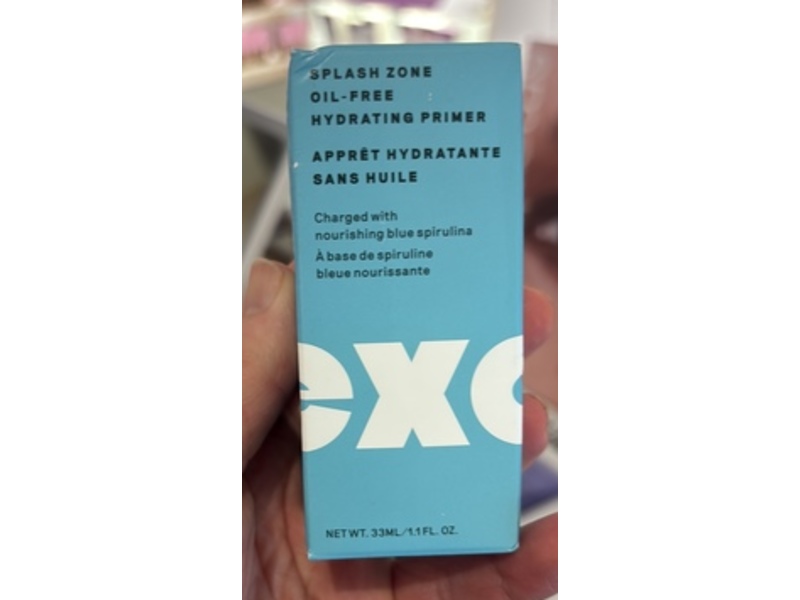 SPLASH ZONE
OIL-FREE
HYDRATING PRIMER
APPRÊT HYDRATANTE
SANS HUILE
Charged with
nourishing blue spirulina
À base de spiruline
bleue nourissante
exo
NET WT. 33ML/1.1 FL. OZ.